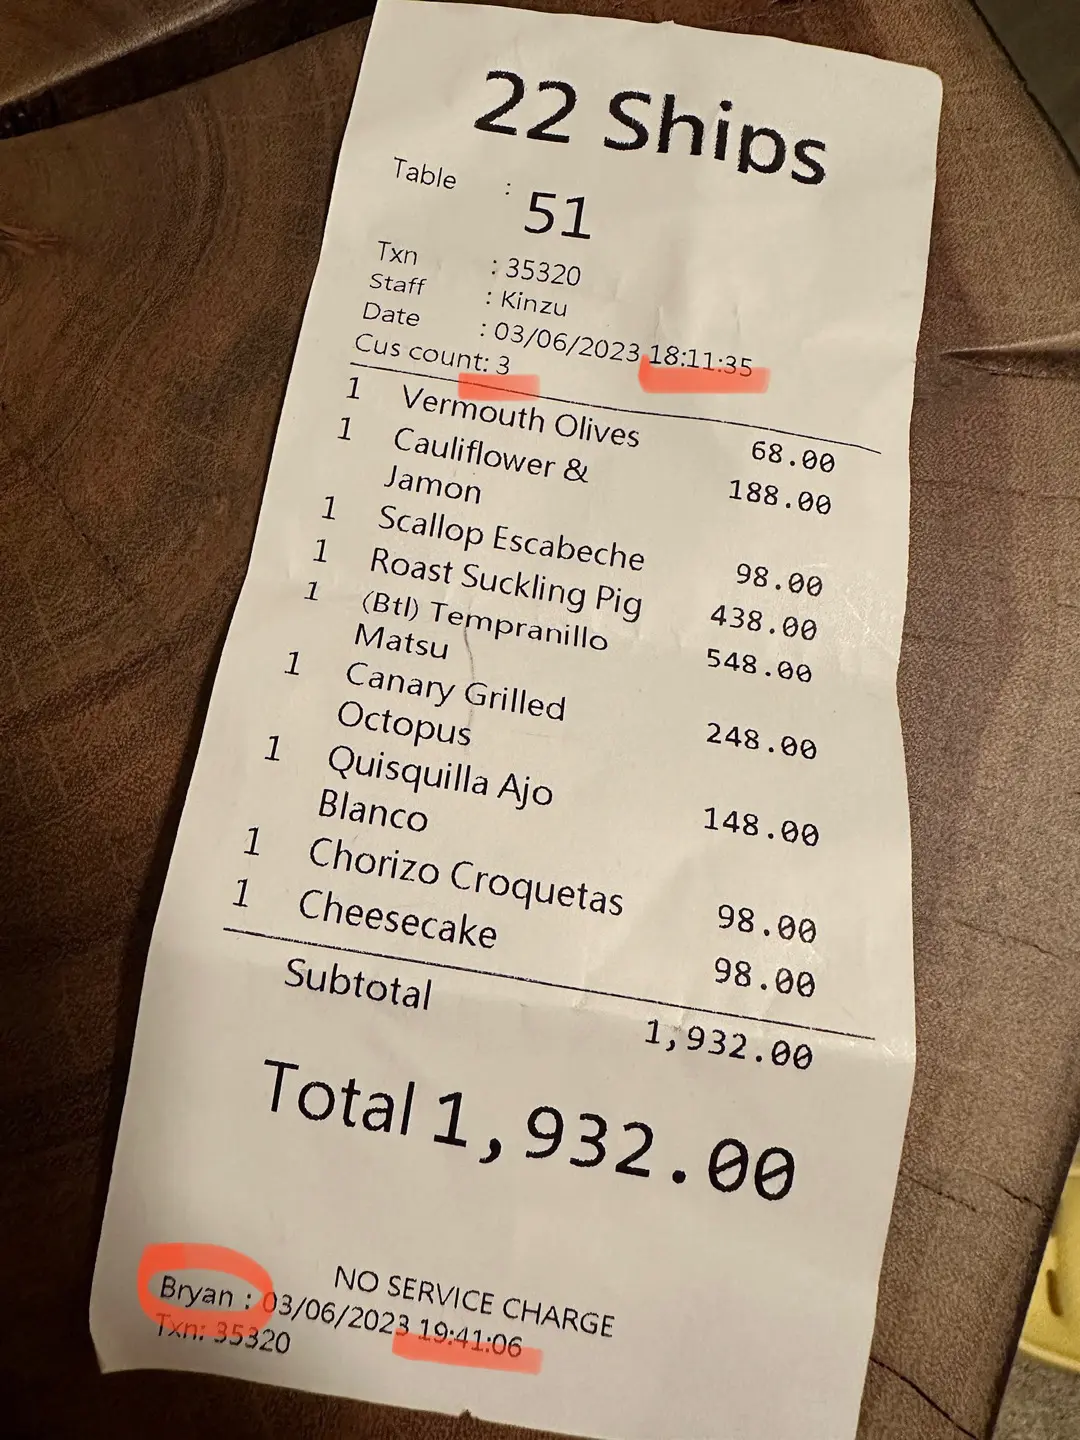 22 Ships
Table : 51
Txn : 35320
Staff : Kinzu
Date : 03/06/2023 18:11:35
Cus count: 3
1 Vermouth Olives 68.00
1 Cauliflower & 188.00
Jamon
1 Scallop Escabeche 98.00
1 Roast Suckling Pig 438.00
1 (Btl) Tempranillo 548.00
Matsu
1 Canary Grilled 248.00
Octopus
1 Quisquilla Ajo 148.00
Blanco
1 Chorizo Croquetas 98.00
1 Cheesecake 98.00
Subtotal 1,932.00
Total 1,932.00
NO SERVICE CHARGE
Bryan : 03/06/2023 19:41:06
Txn: 35320